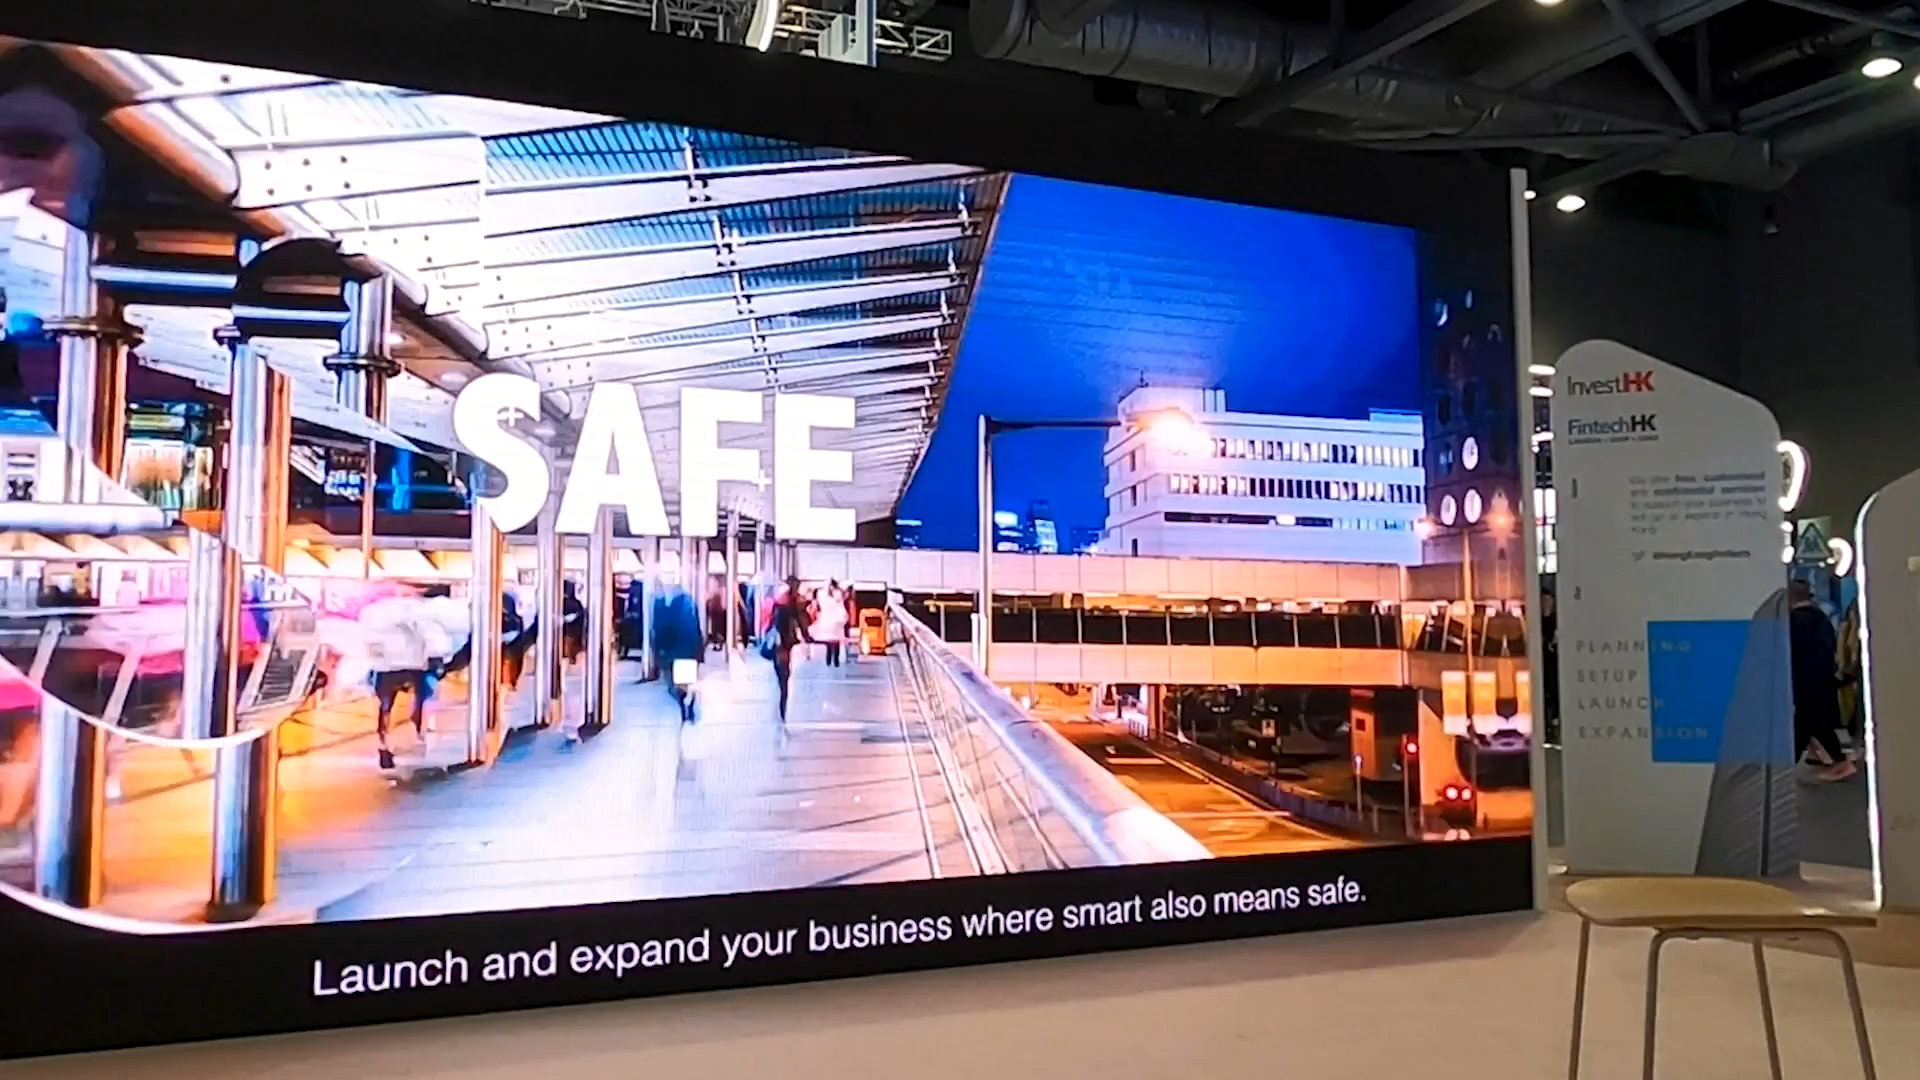 SAFE
Launch and expand your business where smart also means safe.
InvestHK
FintechHK
PLANNING
SETUP
LAUNCH
EXPANSION